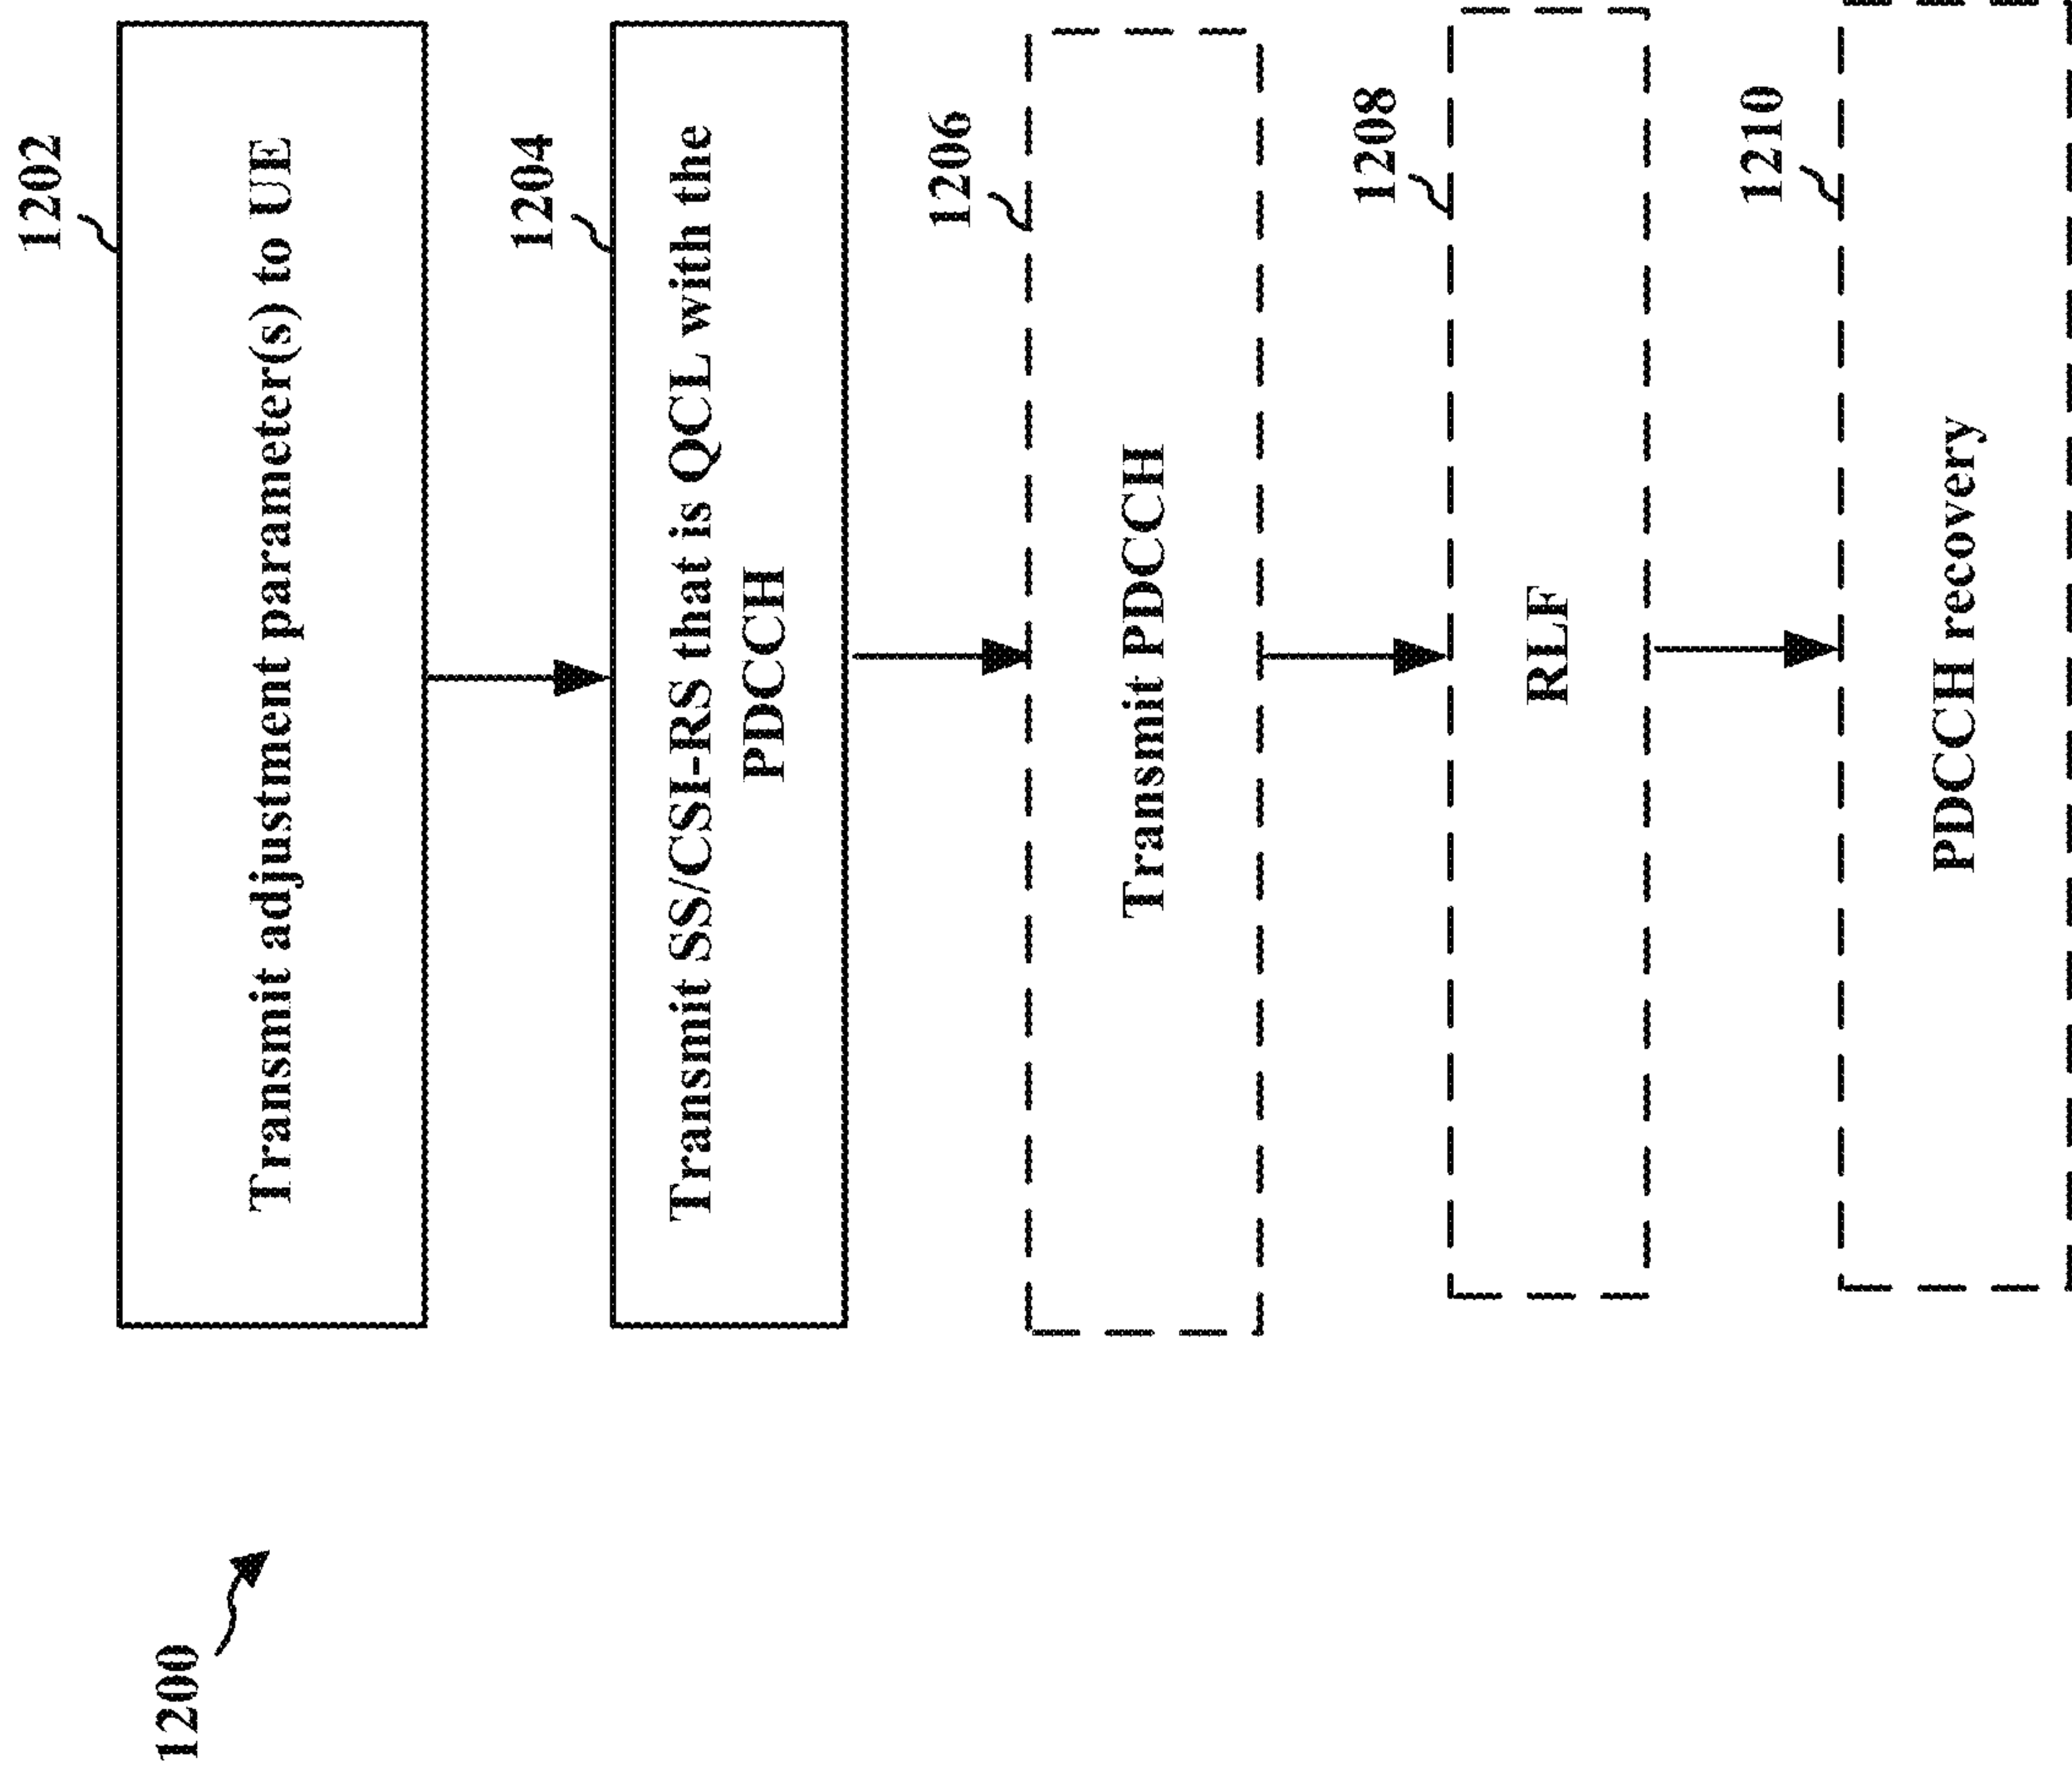 1200
1202
Transmit adjustment parameter(s) to UE
1204
Transmit SS/CSI-RS that is QCL with the
PDCCH
1206
Transmit PDCCH
1208
RLF
1210
PDCCH recovery